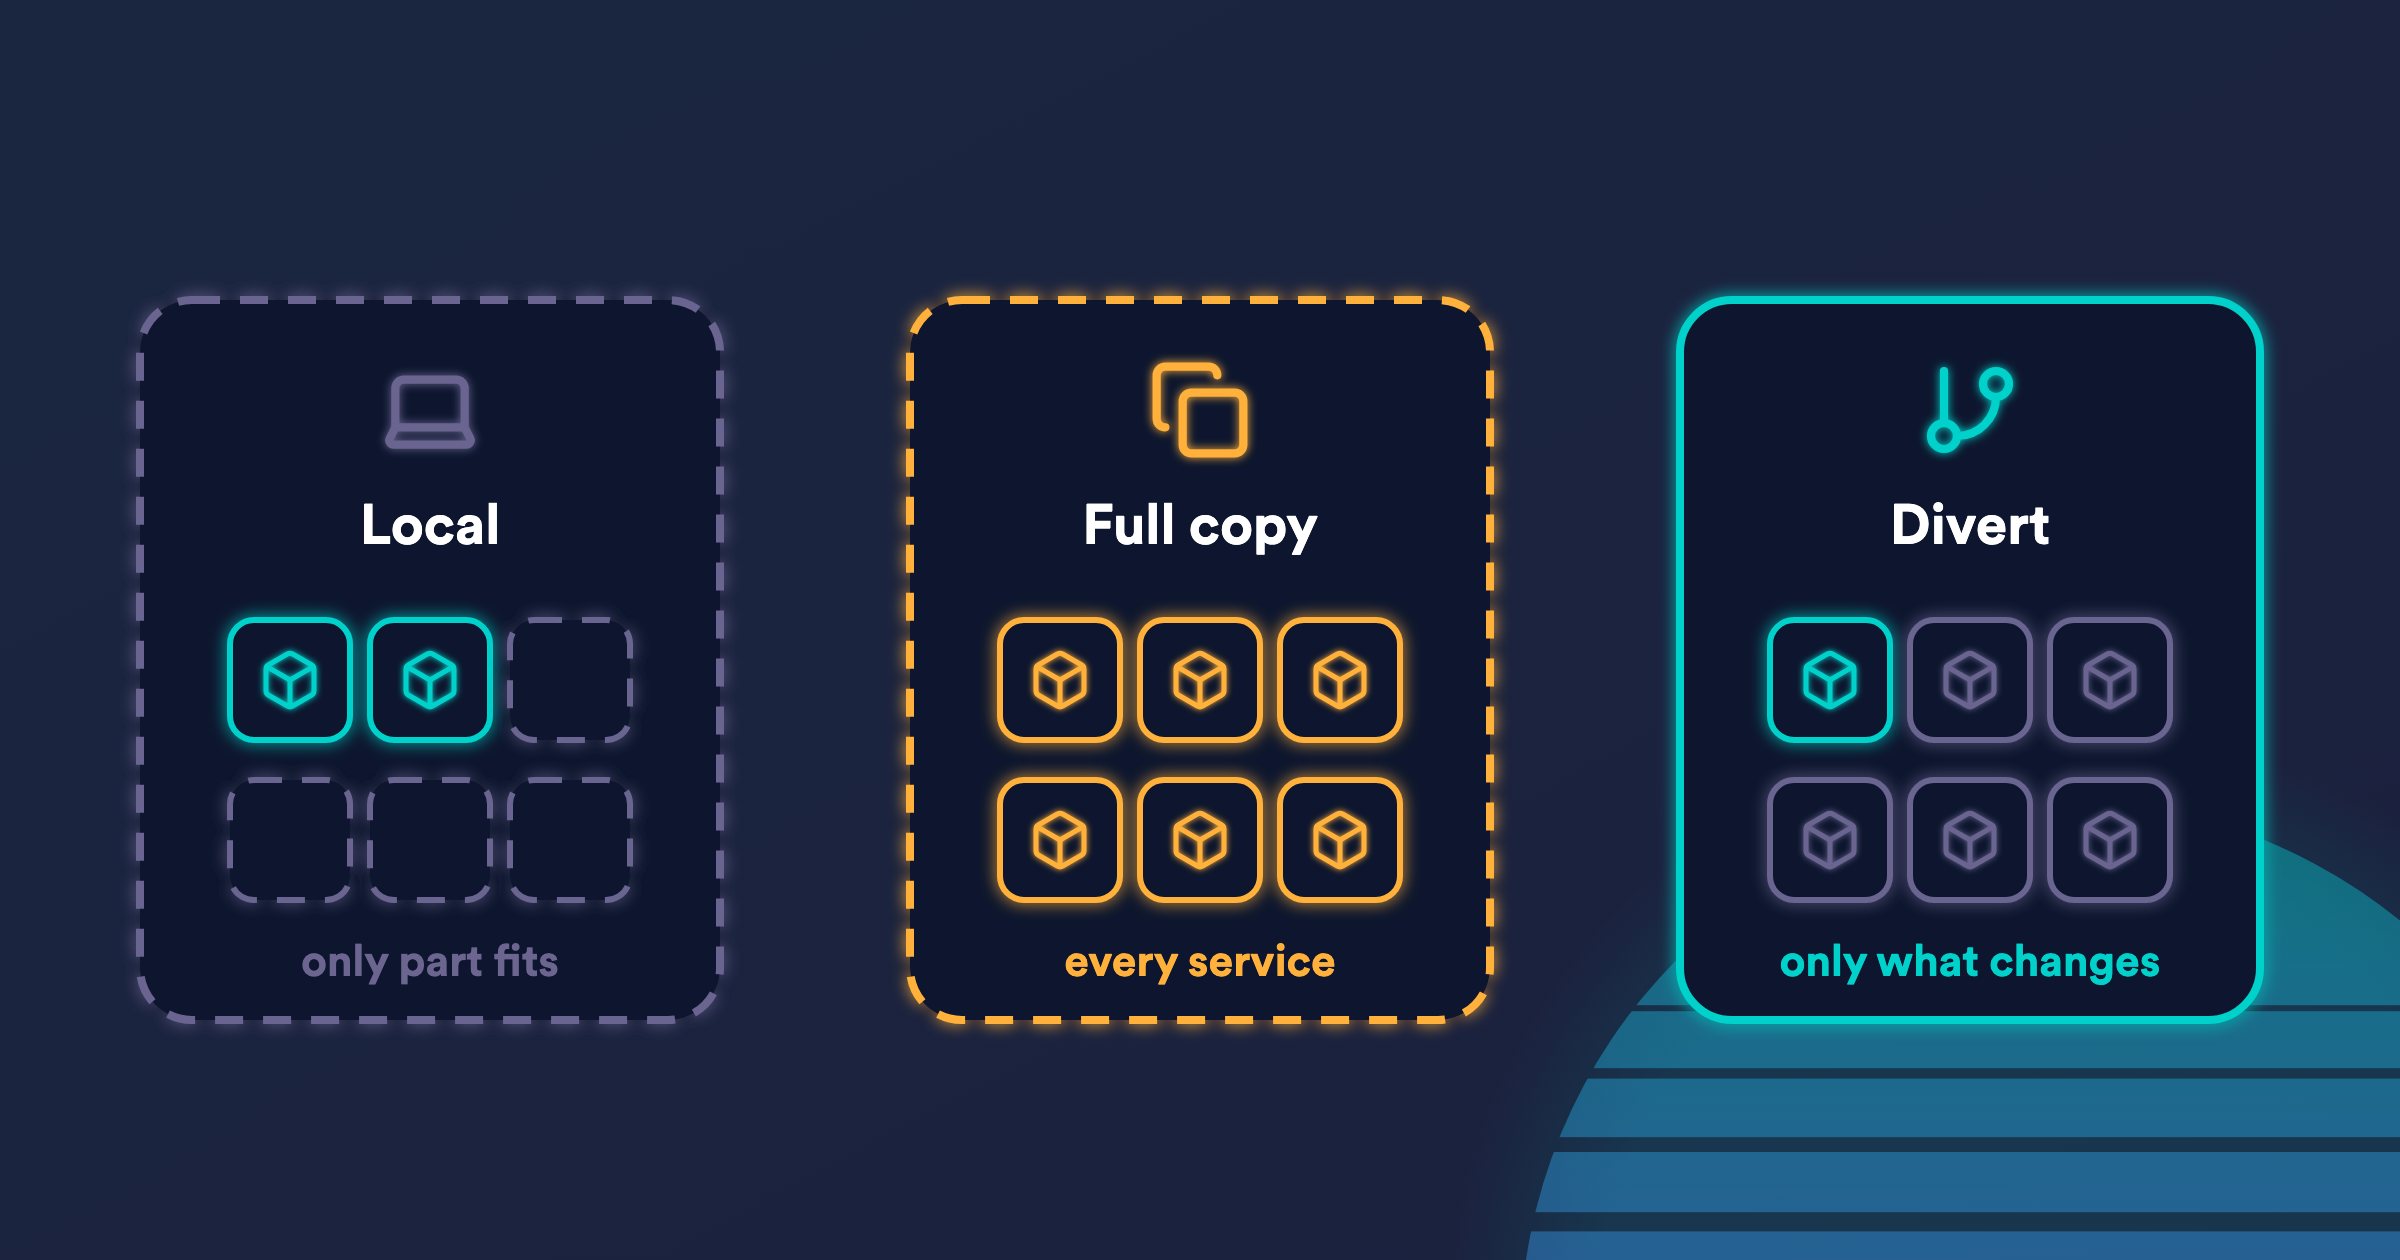 Local
only part fits
Full copy
every service
Divert
only what changes